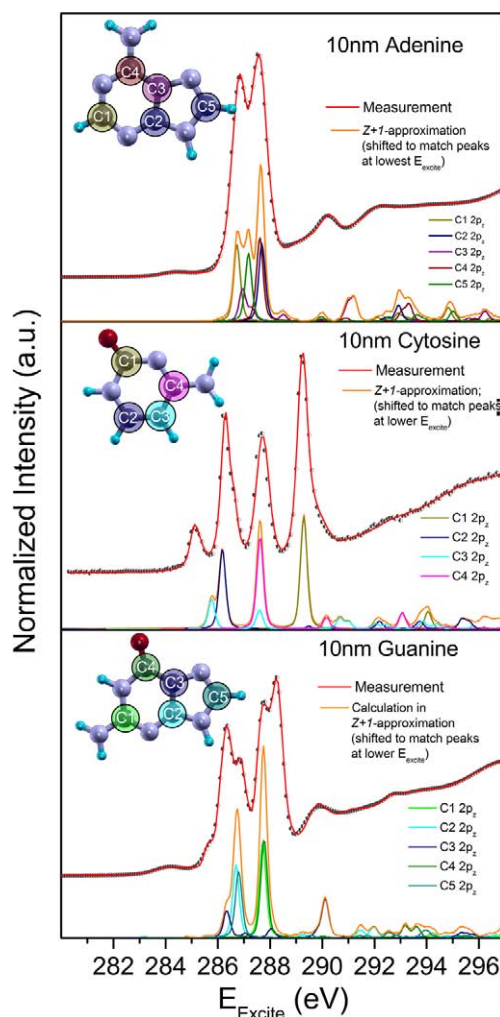 10nm Adenine
C4
C3
C1
C5
C2
Measurement
Z+1-approximation
(shifted to match peaks
at lowest E_excite)
C1 2p_z
C2 2p_z
C3 2p_z
C4 2p_z
C5 2p_z
10nm Cytosine
C1
C4
C2
C3
Measurement
Z+1-approximation;
(shifted to match peaks
at lower E_excite)
C1 2p_z
C2 2p_z
C3 2p_z
C4 2p_z
10nm Guanine
C4
C3
C5
C1
C2
Measurement
Calculation in
Z+1-approximation
(shifted to match peaks
at lower E_excite)
C1 2p_z
C2 2p_z
C3 2p_z
C4 2p_z
C5 2p_z
Normalized Intensity (a.u.)
282 284 286 288 290 292 294 296
E_Excite (eV)